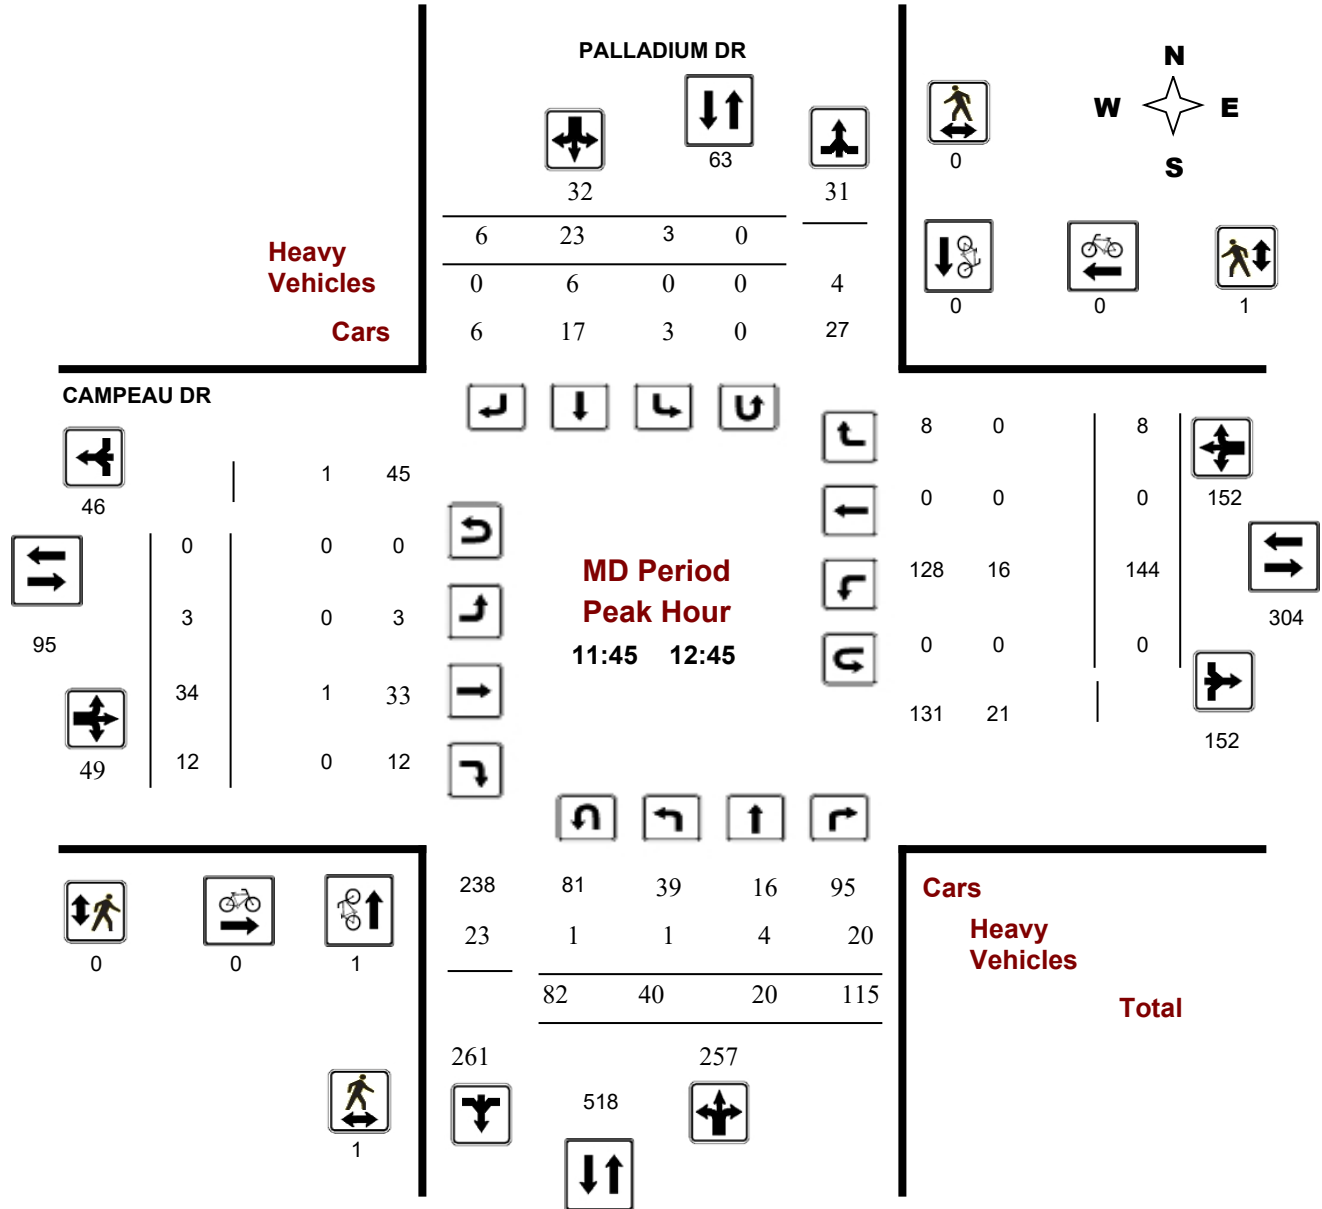 PALLADIUM DR
N
W E
S
63
0
32 31
6 23 3 0
Heavy
Vehicles
0 6 0 0 4
0 0 1
Cars
6 17 3 0 27
CAMPEAU DR
8 0 8
1 45
46
0 0 0
152
0 0 0
MD Period
128 16 144
Peak Hour
3 0 3
304
95
11:45 12:45
0 0 0
34 1 33
131 21
152
49
12 0 12
238 81 39 16 95
Cars
23 1 1 4 20
Heavy
Vehicles
0 0 1
82 40 20 115
Total
261 257
518
1